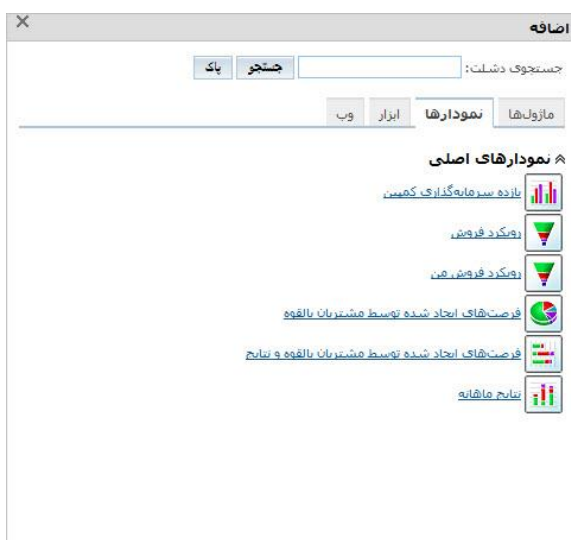 اضافه
جستجوی دشلت: جستجو پاک
ماژول‌ها نمودارها ابزار وب
نمودارهای اصلی
بازده سرمایه‌گذاری کمپین
رویکرد فروش
رویکرد فروش من
فرصت‌های ایجاد شده توسط مشتریان بالقوه
فرصت‌های ایجاد شده توسط مشتریان بالقوه و نتایج
نتایج ماهانه